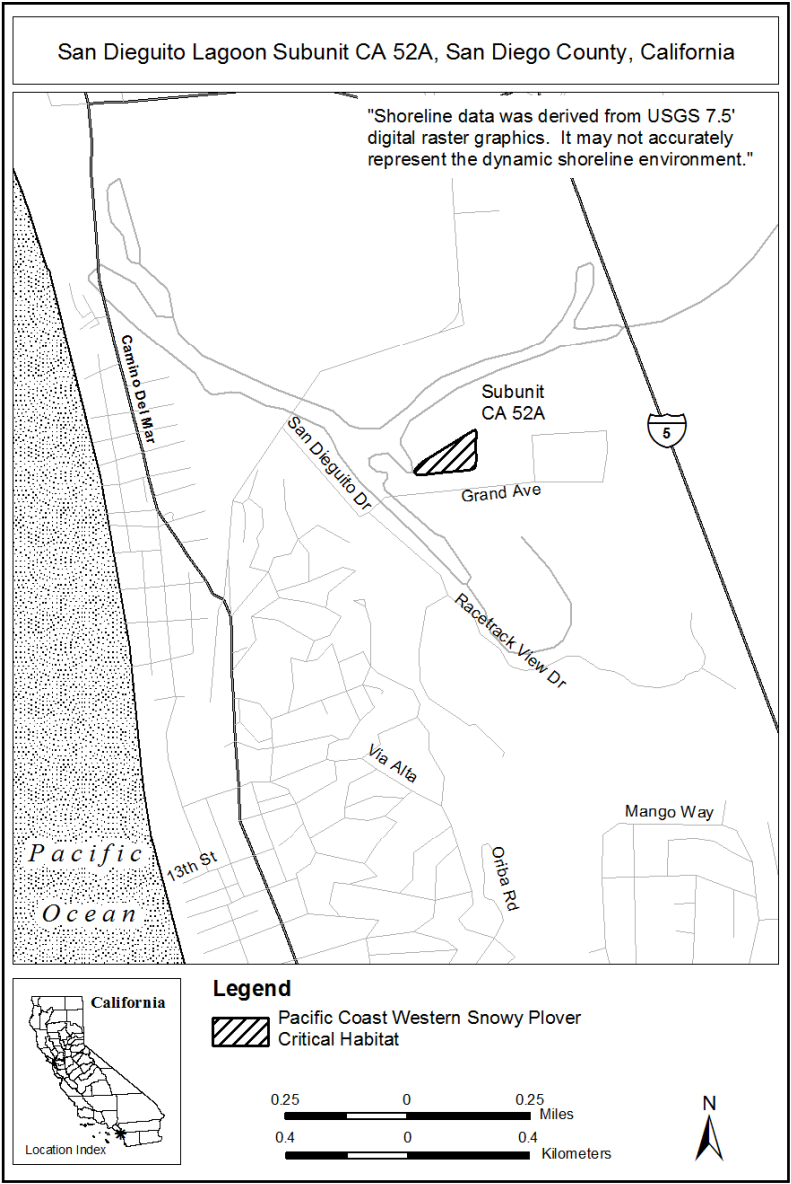 San Dieguito Lagoon Subunit CA 52A, San Diego County, California
"Shoreline data was derived from USGS 7.5'
digital raster graphics.  It may not accurately
represent the dynamic shoreline environment."
Camino Del Mar
Subunit
CA 52A
5
San Dieguito Dr
Grand Ave
Racetrack View Dr
Via Alta
Mango Way
13th St
Oriba Rd
Pacific
Ocean
California
Location Index
Legend
Pacific Coast Western Snowy Plover
Critical Habitat
0.25 0 0.25
Miles
0.4 0 0.4
Kilometers
N